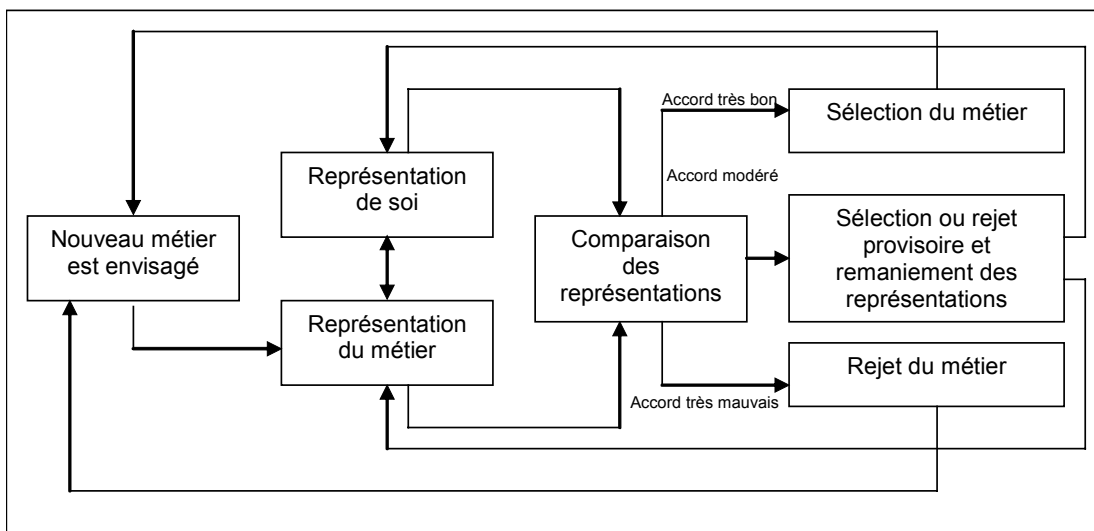 Nouveau métier
est envisagé
Représentation
de soi
Représentation
du métier
Comparaison
des
représentations
Accord très bon
Accord modéré
Accord très mauvais
Sélection du métier
Sélection ou rejet
provisoire et
remaniement des
représentations
Rejet du métier